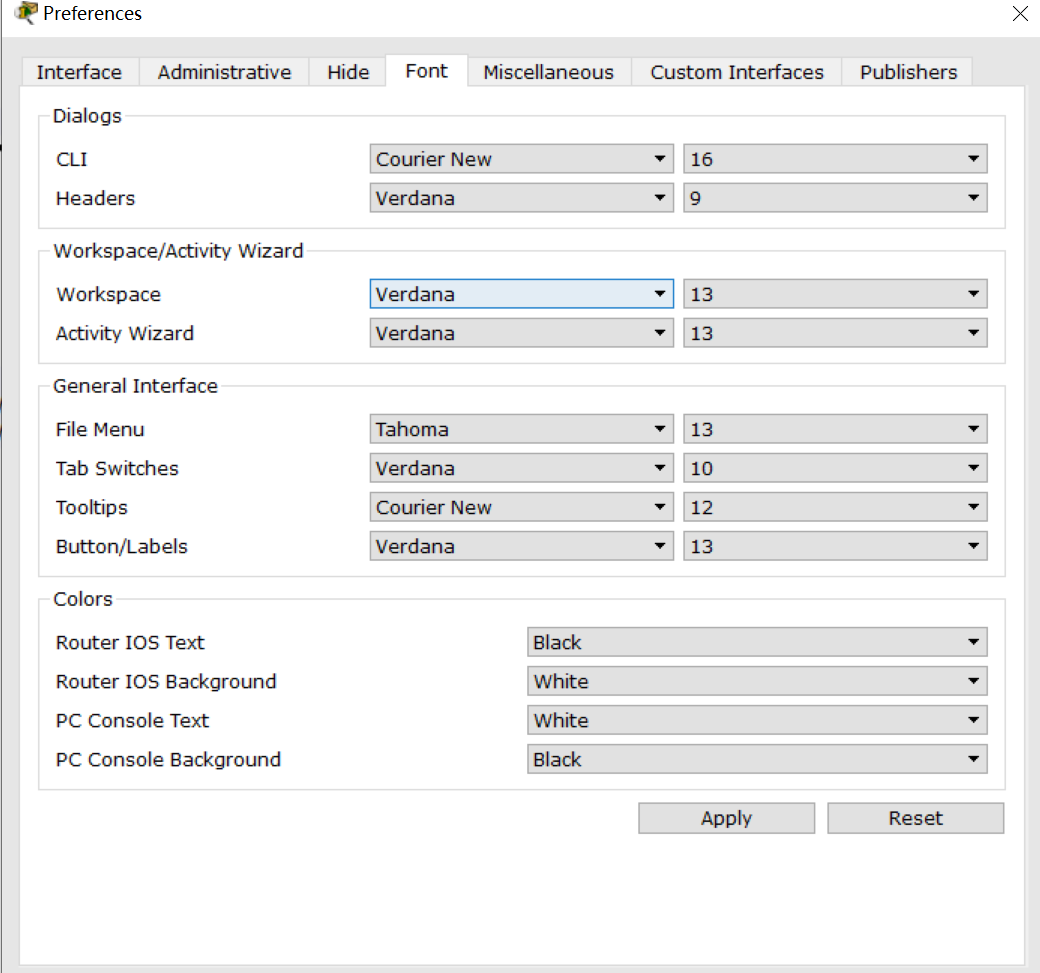 Preferences
Interface Administrative Hide Font Miscellaneous Custom Interfaces Publishers
Dialogs
CLI Courier New 16
Headers Verdana 9
Workspace/Activity Wizard
Workspace Verdana 13
Activity Wizard Verdana 13
General Interface
File Menu Tahoma 13
Tab Switches Verdana 10
Tooltips Courier New 12
Button/Labels Verdana 13
Colors
Router IOS Text Black
Router IOS Background White
PC Console Text White
PC Console Background Black
Apply Reset